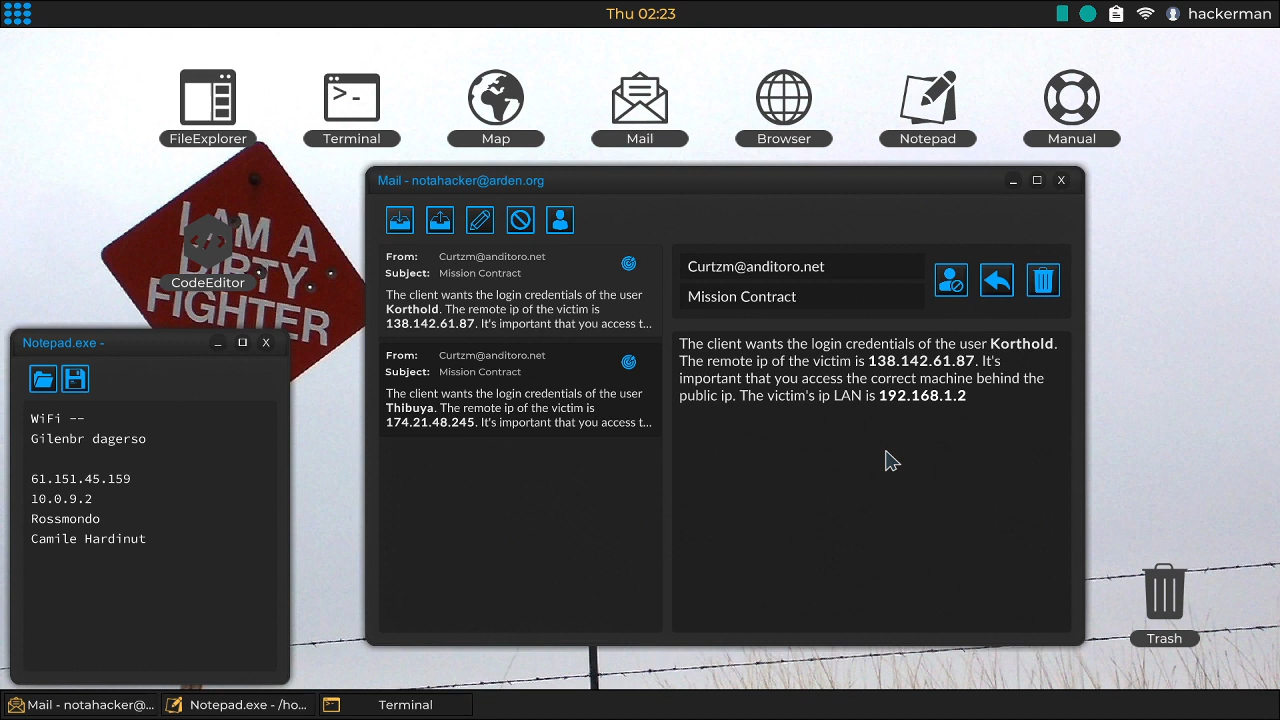 Thu 02:23
hackerman
FileExplorer
Terminal
Map
Mail
Browser
Notepad
Manual
I AM A
DIRTY
FIGHTER
CodeEditor
Mail - notahacker@arden.org
X
From: Curtzm@anditoro.net
Subject: Mission Contract
The client wants the login credentials of the user
Korthold. The remote ip of the victim is
138.142.61.87. It's important that you access t...
From: Curtzm@anditoro.net
Subject: Mission Contract
The client wants the login credentials of the user
Thibuya. The remote ip of the victim is
174.21.48.245. It's important that you access t...
Curtzm@anditoro.net
Mission Contract
The client wants the login credentials of the user Korthold.
The remote ip of the victim is 138.142.61.87. It's
important that you access the correct machine behind the
public ip. The victim's ip LAN is 192.168.1.2
Notepad.exe -
X
WiFi --
Gilenbr dagerso
61.151.45.159
10.0.9.2
Rossmondo
Camile Hardinut
Trash
Mail - notahacker@...
Notepad.exe - /ho...
Terminal